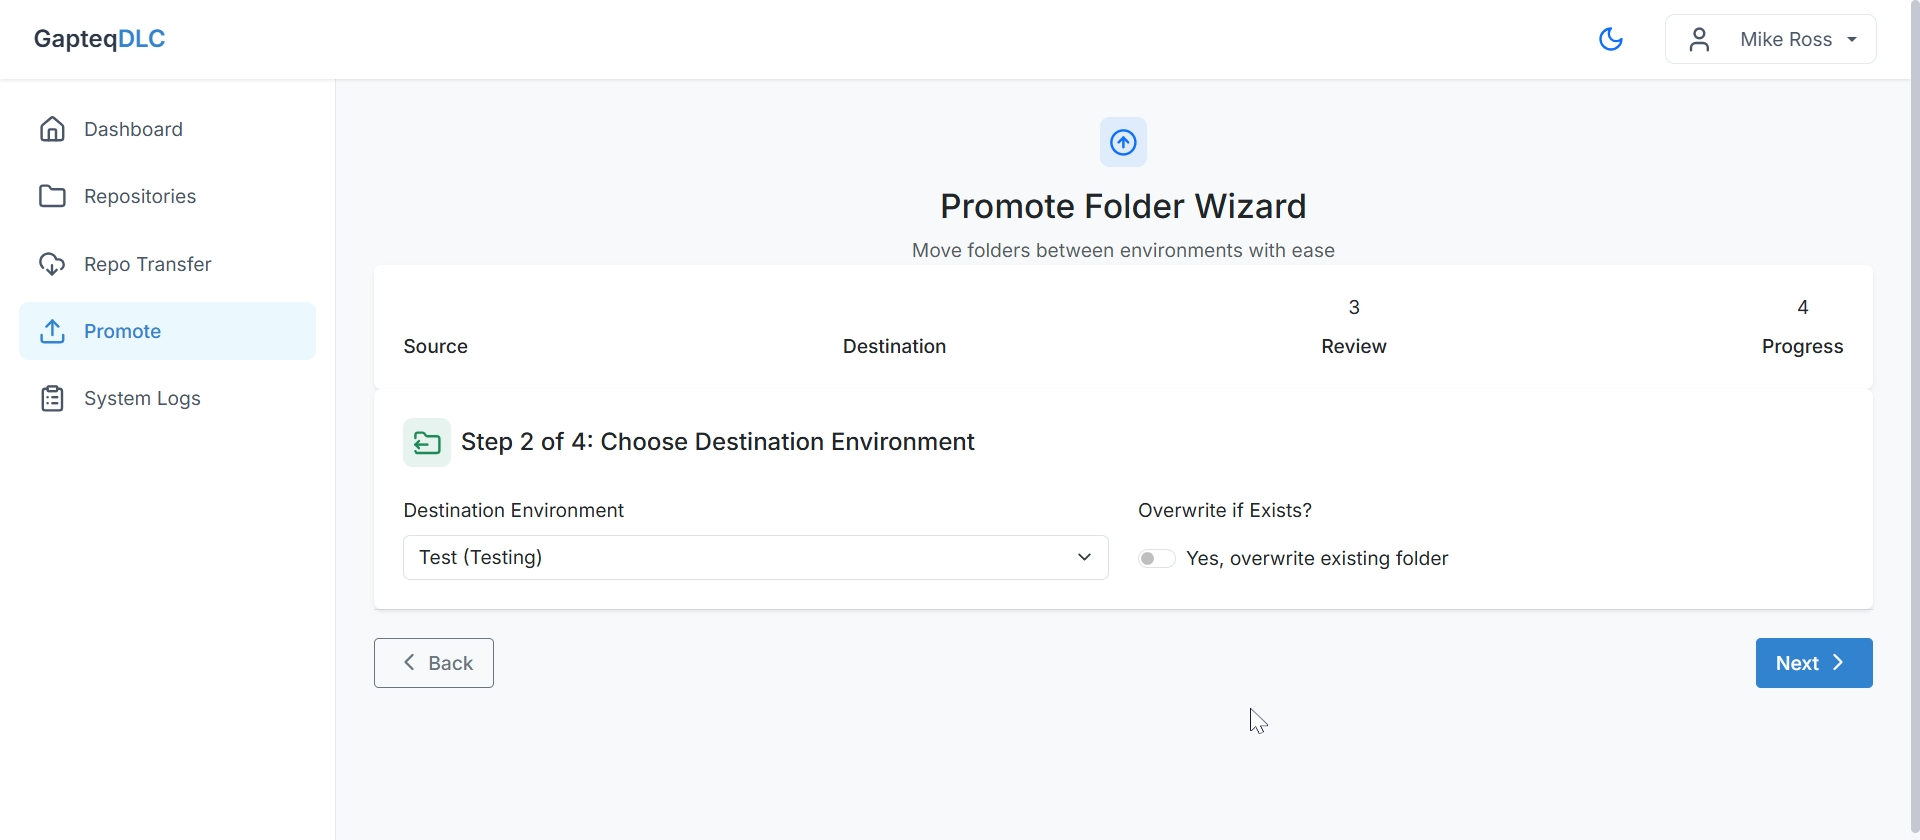 GapteqDLC
Mike Ross
Dashboard
Repositories
Repo Transfer
Promote
System Logs
Promote Folder Wizard
Move folders between environments with ease
Source
Destination
3
Review
4
Progress
Step 2 of 4: Choose Destination Environment
Destination Environment
Test (Testing)
Overwrite if Exists?
Yes, overwrite existing folder
Back
Next